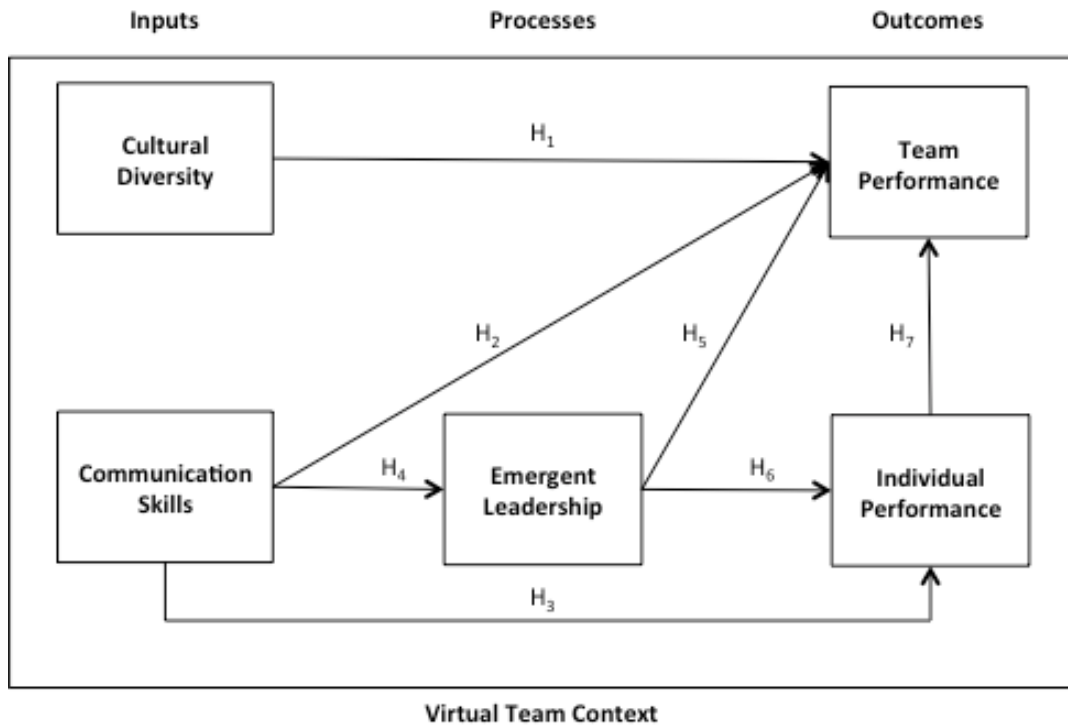 Inputs Processes Outcomes
Cultural
Diversity
H₁
Team
Performance
H₂
H₅
H₇
Communication
Skills
H₄
Emergent
Leadership
H₆
Individual
Performance
H₃
Virtual Team Context